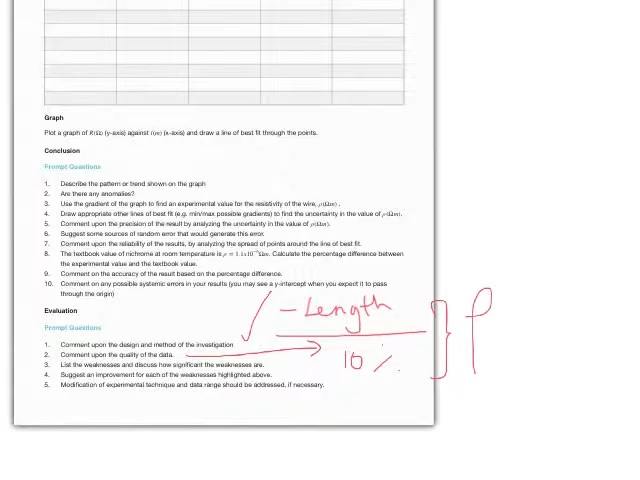 Graph
Plot a graph of R(Ω) (y-axis) against l(m) (x-axis) and draw a line of best fit through the points.
Conclusion
Prompt Questions
1. Describe the pattern or trend shown on the graph
2. Are there any anomalies?
3. Use the gradient of the graph to find an experimental value for the resistivity of the wire, ρ(Ωm) .
4. Draw appropriate other lines of best fit (e.g. min/max possible gradients) to find the uncertainty in the value of ρ(Ωm).
5. Comment upon the precision of the result by analyzing the uncertainty in the value of ρ(Ωm).
6. Suggest some sources of random error that would generate this error.
7. Comment upon the reliability of the results, by analyzing the spread of points around the line of best fit.
8. The textbook value of nichrome at room temperature is ρ = 1.1x10⁻⁶Ωm. Calculate the percentage difference between
the experimental value and the textbook value.
9. Comment on the accuracy of the result based on the percentage difference.
10. Comment on any possible systematic errors in your results (you may see a y-intercept when you expect it to pass
through the origin)
- Length
Evaluation
Prompt Questions
1. Comment upon the design and method of the investigation
2. Comment upon the quality of the data.
10 %
3. List the weaknesses and discuss how significant the weaknesses are.
4. Suggest an improvement for each of the weaknesses highlighted above.
5. Modification of experimental technique and data range should be addressed, if necessary.